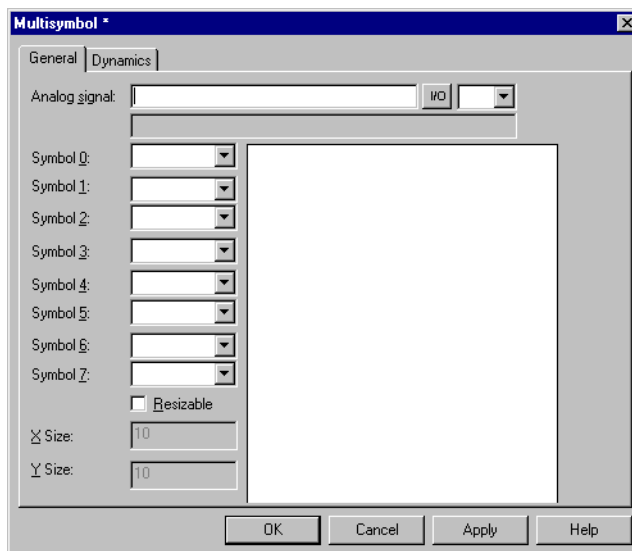 Multisymbol *
General Dynamics
Analog signal: I/O
Symbol 0:
Symbol 1:
Symbol 2:
Symbol 3:
Symbol 4:
Symbol 5:
Symbol 6:
Symbol 7:
Resizable
X Size: 10
Y Size: 10
OK Cancel Apply Help